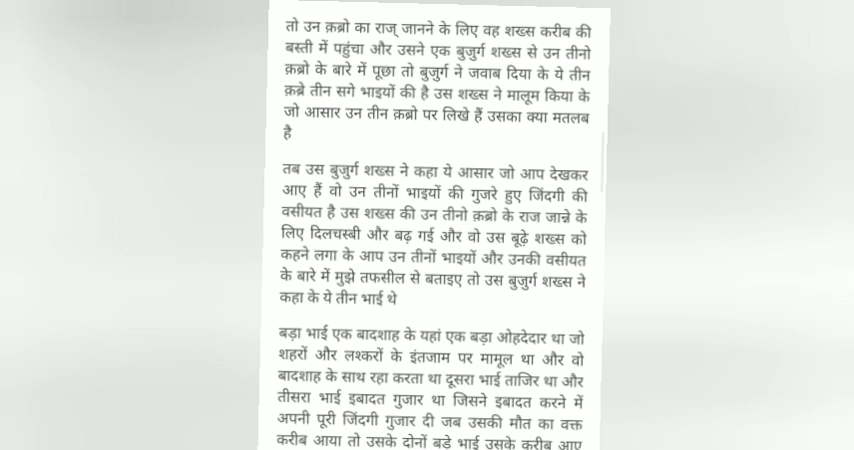 तो उन क़ब्रो का राज् जानने के लिए वह शख्स करीब की
बस्ती में पहुंचा और उसने एक बुजुर्ग शख्स से उन तीनो
क़ब्रो के बारे में पूछा तो बुजुर्ग ने जवाब दिया के ये तीन
क़ब्रे तीन सगे भाइयों की है उस शख्स ने मालूम किया के
जो आसार उन तीन क़ब्रो पर लिखे हैं उसका क्या मतलब
है
तब उस बुजुर्ग शख्स ने कहा ये आसार जो आप देखकर
आए हैं वो उन तीनों भाइयों की गुजरे हुए जिंदगी की
वसीयत है उस शख्स की उन तीनो क़ब्रो के राज जान्ने के
लिए दिलचस्बी और बढ़ गई और वो उस बूढ़े शख्स को
कहने लगा के आप उन तीनों भाइयों और उनकी वसीयत
के बारे में मुझे तफसील से बताइए तो उस बुजुर्ग शख्स ने
कहा के ये तीन भाई थे
बड़ा भाई एक बादशाह के यहां एक बड़ा ओहदेदार था जो
शहरों और लश्करों के इंतजाम पर मामूल था और वो
बादशाह के साथ रहा करता था दूसरा भाई ताजिर था और
तीसरा भाई इबादत गुजार था जिसने इबादत करने में
अपनी पूरी जिंदगी गुजार दी जब उसकी मौत का वक्त
करीब आया तो उसके दोनों बड़े भाई उसके करीब आए